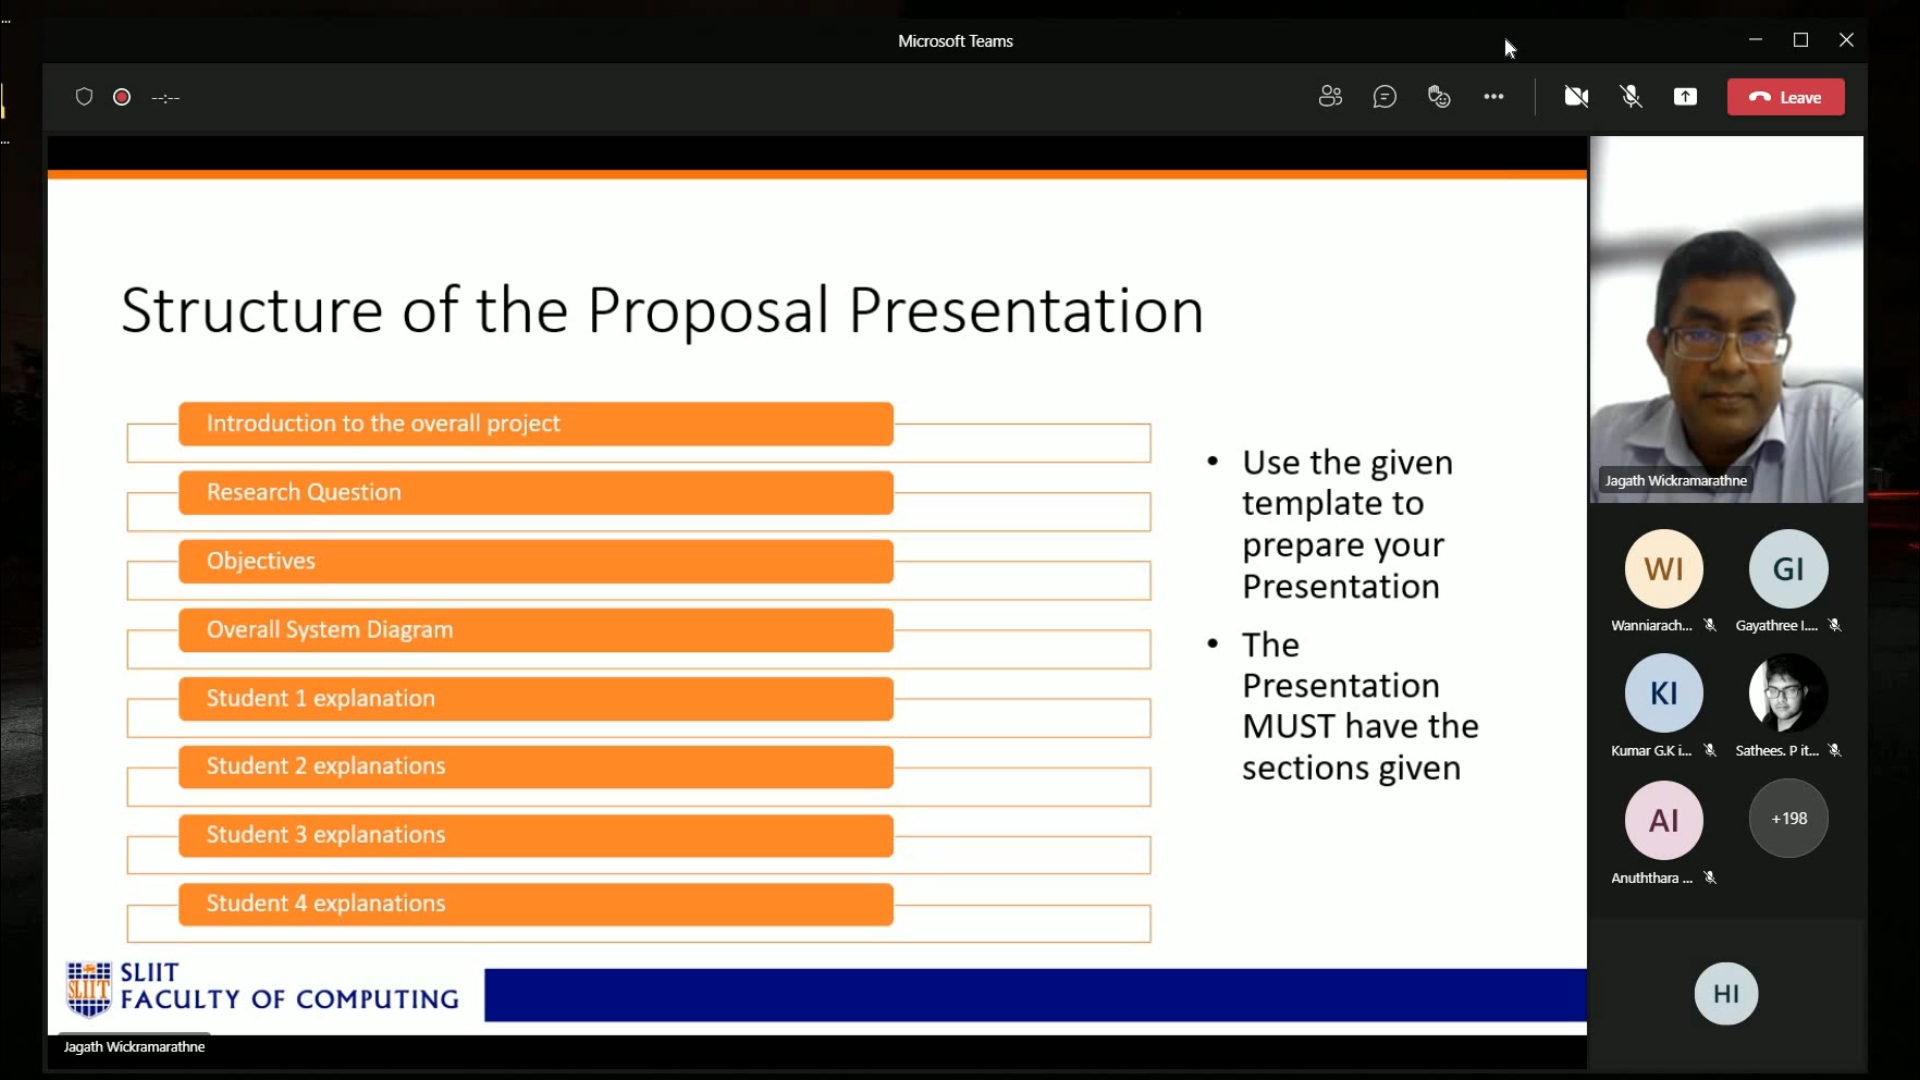 ...
Microsoft Teams
--:--
Leave
...
Structure of the Proposal Presentation
Introduction to the overall project
Research Question
Objectives
Overall System Diagram
Student 1 explanation
Student 2 explanations
Student 3 explanations
Student 4 explanations
• Use the given
template to
prepare your
Presentation
• The
Presentation
MUST have the
sections given
Jagath Wickramarathne
WI
GI
Wanniarach...
Gayathree I....
KI
Kumar G.K i...
Sathees. P it...
AI
+198
Anuththara ...
HI
SLIIT
SLIIT
FACULTY OF COMPUTING
Jagath Wickramarathne